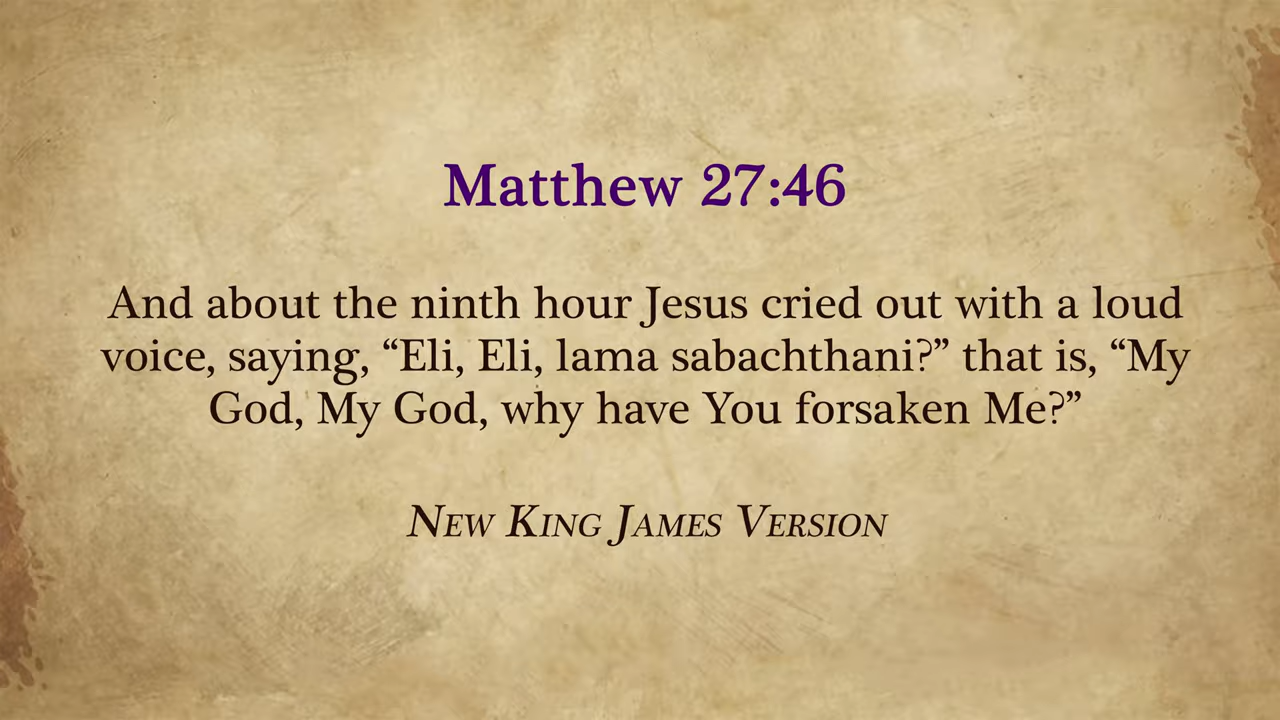 Matthew 27:46
And about the ninth hour Jesus cried out with a loud
voice, saying, “Eli, Eli, lama sabachthani?” that is, “My
God, My God, why have You forsaken Me?”
New King James Version